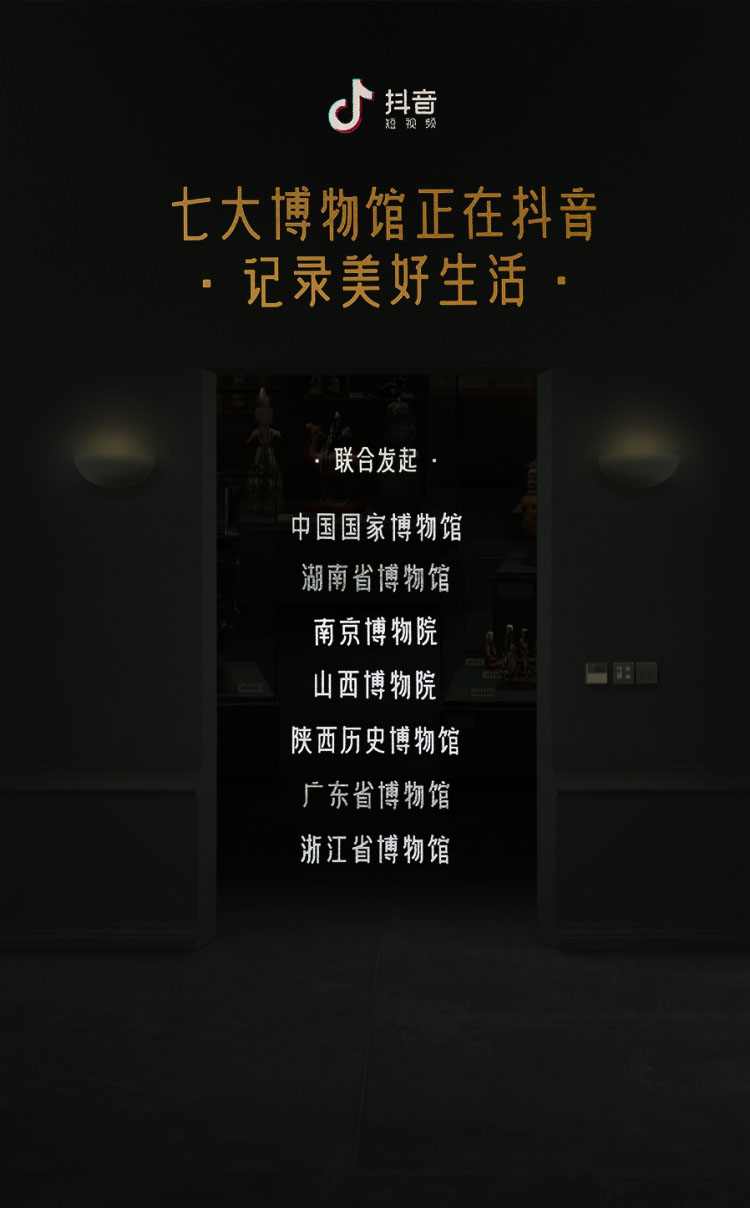 抖音
短视频
七大博物馆正在抖音
· 记录美好生活 ·
· 联合发起 ·
中国国家博物馆
湖南省博物馆
南京博物院
山西博物院
陕西历史博物馆
广东省博物馆
浙江省博物馆